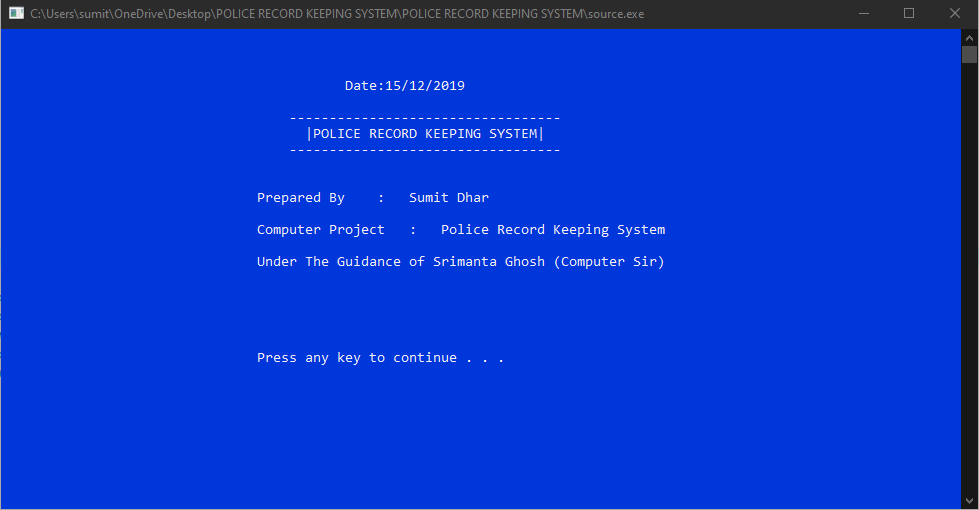 C:\Users\sumit\OneDrive\Desktop\POLICE RECORD KEEPING SYSTEM\POLICE RECORD KEEPING SYSTEM\source.exe
Date:15/12/2019
----------------------------------
|POLICE RECORD KEEPING SYSTEM|
----------------------------------
Prepared By    :   Sumit Dhar
Computer Project   :   Police Record Keeping System
Under The Guidance of Srimanta Ghosh (Computer Sir)
Press any key to continue . . .